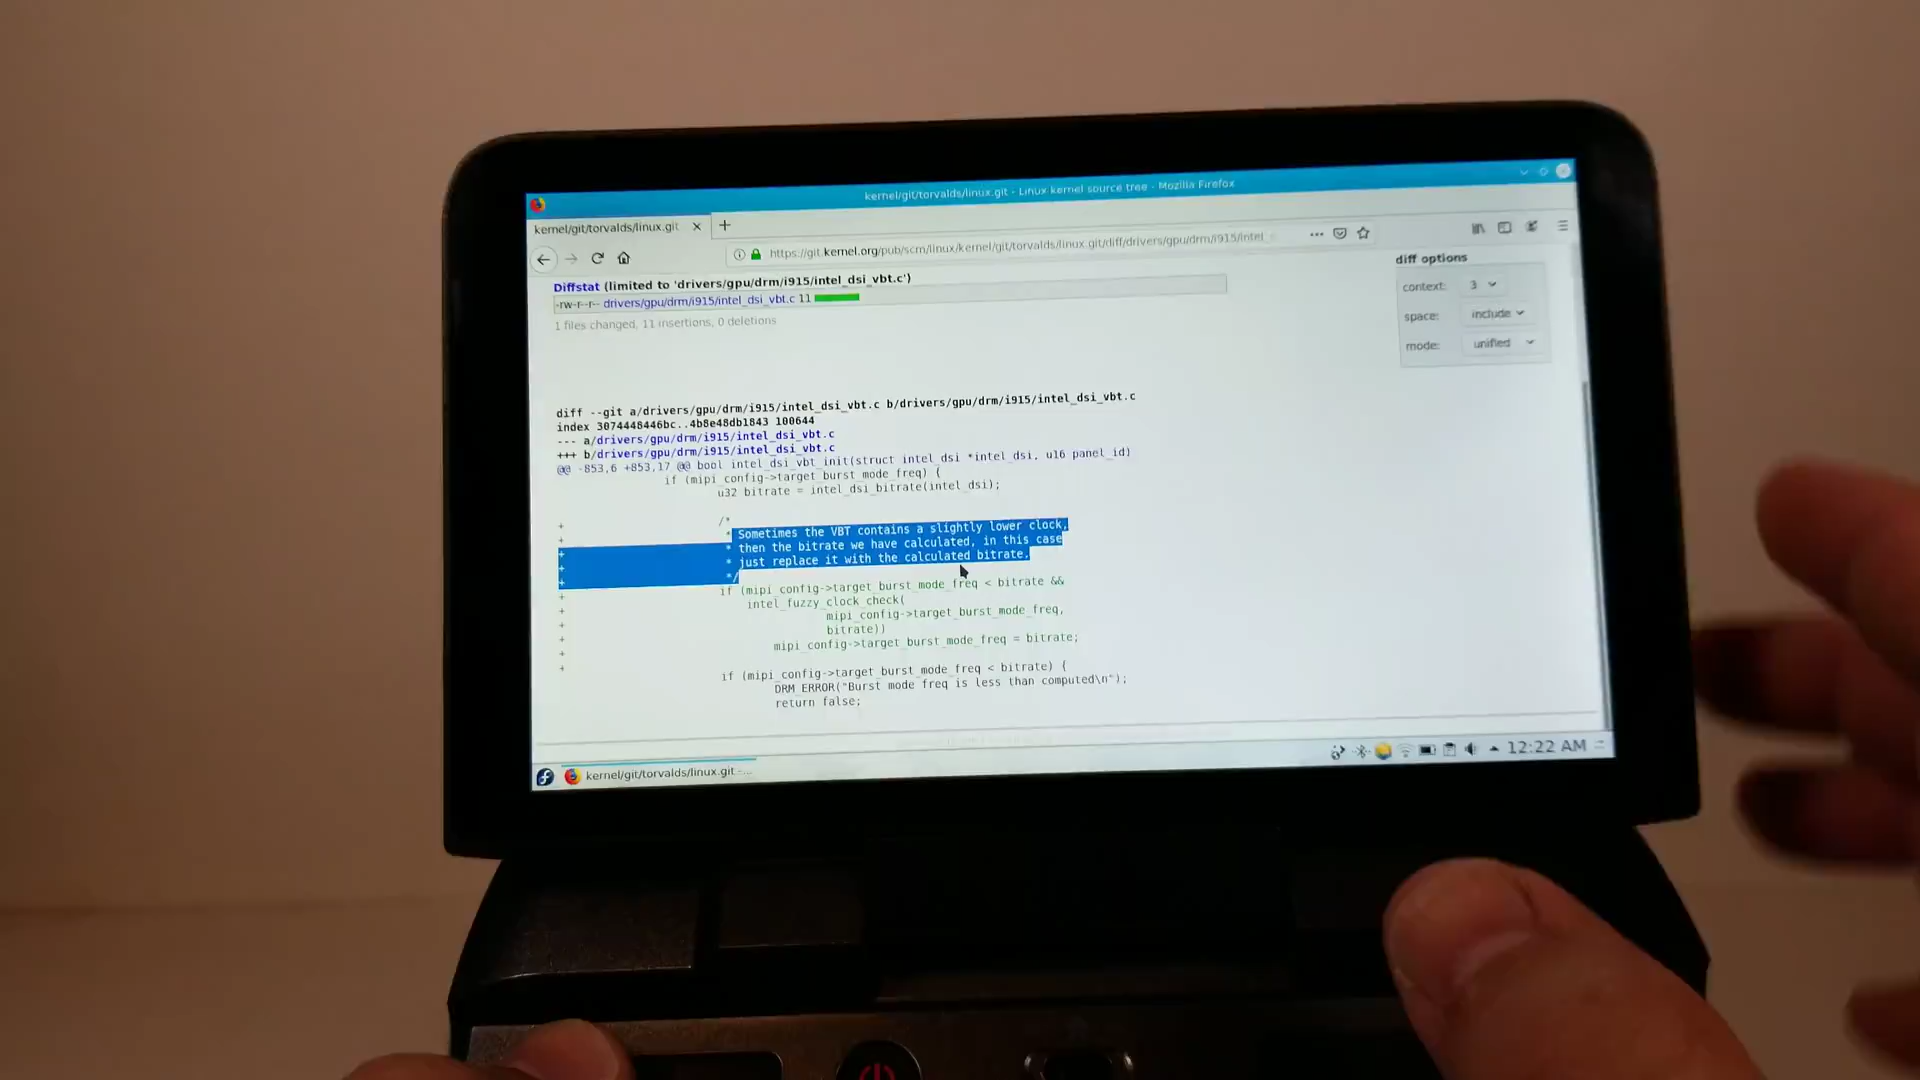 kernel/git/torvalds/linux.git - Linux kernel source tree - Mozilla Firefox
kernel/git/torvalds/linux.git
https://git.kernel.org/pub/scm/linux/kernel/git/torvalds/linux.git/diff/drivers/gpu/drm/i915/intel_
diff options
context: 3
space: include
mode: unified
Diffstat (limited to 'drivers/gpu/drm/i915/intel_dsi_vbt.c')
-rw-r--r-- drivers/gpu/drm/i915/intel_dsi_vbt.c 11
1 files changed, 11 insertions, 0 deletions
diff --git a/drivers/gpu/drm/i915/intel_dsi_vbt.c b/drivers/gpu/drm/i915/intel_dsi_vbt.c
index 3074448446bc..4b8e48db1843 100644
--- a/drivers/gpu/drm/i915/intel_dsi_vbt.c
+++ b/drivers/gpu/drm/i915/intel_dsi_vbt.c
@@ -853,6 +853,17 @@ bool intel_dsi_vbt_init(struct intel_dsi *intel_dsi, u16 panel_id)
if (mipi_config->target_burst_mode_freq) {
u32 bitrate = intel_dsi_bitrate(intel_dsi);
+ /*
+ * Sometimes the VBT contains a slightly lower clock,
+ * then the bitrate we have calculated, in this case
+ * just replace it with the calculated bitrate.
+ */
+ if (mipi_config->target_burst_mode_freq < bitrate &&
+ intel_fuzzy_clock_check(
+ mipi_config->target_burst_mode_freq,
+ bitrate))
+ mipi_config->target_burst_mode_freq = bitrate;
+
if (mipi_config->target_burst_mode_freq < bitrate) {
DRM_ERROR("Burst mode freq is less than computed\n");
return false;
12:22 AM
kernel/git/torvalds/linux.git -...